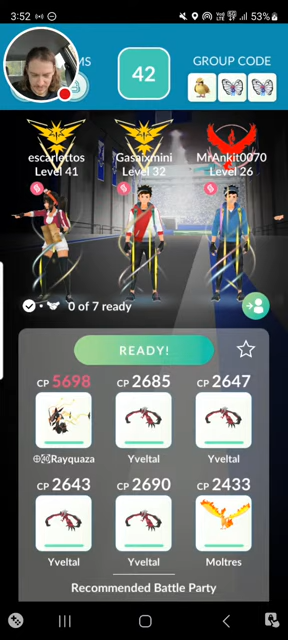 3:52
53%
42
GROUP CODE
escarlettos
Level 41
Gasaixmini
Level 32
MrAnkit0070
Level 26
0 of 7 ready
READY!
CP 5698
CP 2685
CP 2647
Rayquaza
Yveltal
Yveltal
CP 2643
CP 2690
CP 2433
Yveltal
Yveltal
Moltres
Recommended Battle Party